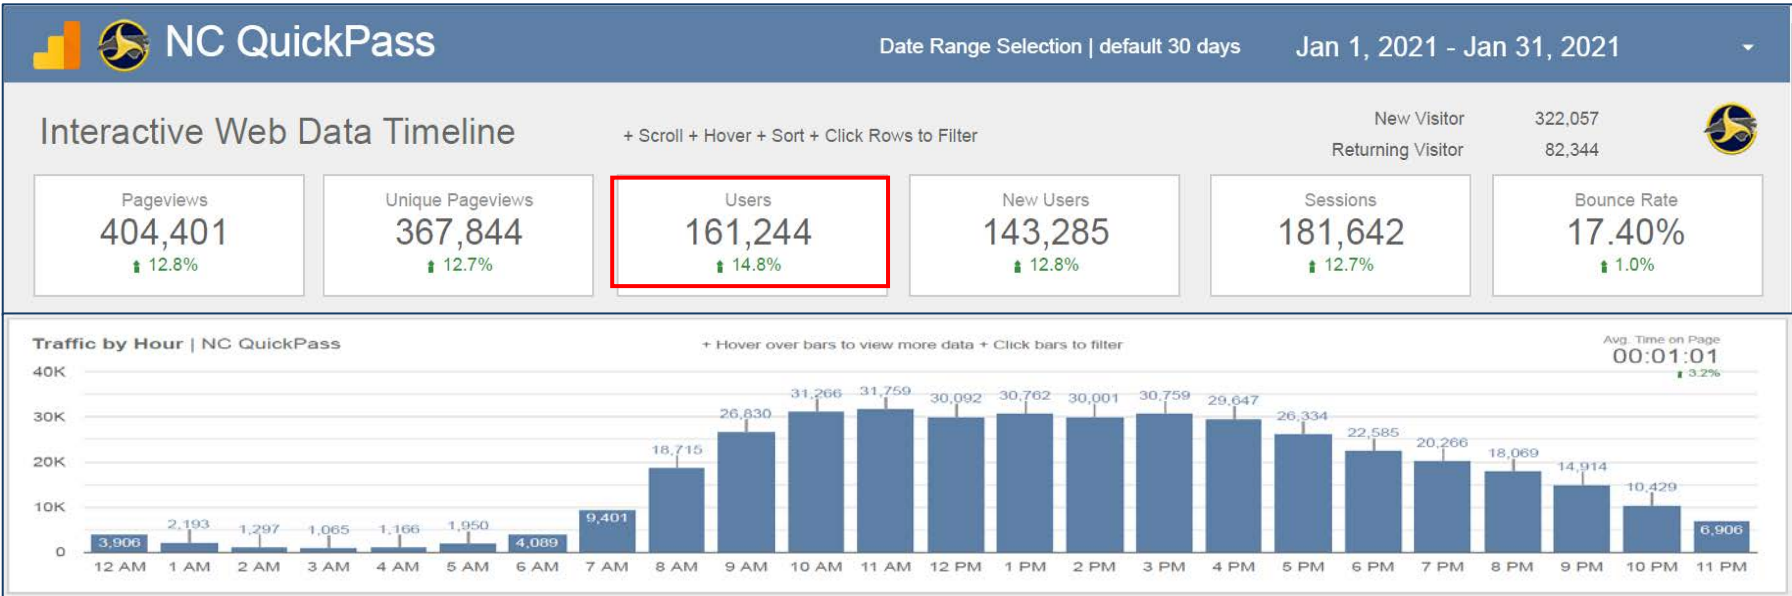 NC QuickPass
Date Range Selection | default 30 days
Jan 1, 2021 - Jan 31, 2021
Interactive Web Data Timeline
+ Scroll + Hover + Sort + Click Rows to Filter
New Visitor 322,057
Returning Visitor 82,344
Pageviews
404,401
12.8%
Unique Pageviews
367,844
12.7%
Users
161,244
14.8%
New Users
143,285
12.8%
Sessions
181,642
12.7%
Bounce Rate
17.40%
1.0%
Traffic by Hour | NC QuickPass
+ Hover over bars to view more data + Click bars to filter
Avg. Time on Page
00:01:01
3.2%
40K
30K
20K
10K
0
3,906
2,193
1,297
1,065
1,166
1,950
4,089
9,401
18,715
26,830
31,266
31,759
30,092
30,762
30,001
30,759
29,647
26,334
22,585
20,266
18,069
14,914
10,429
6,906
12 AM 1 AM 2 AM 3 AM 4 AM 5 AM 6 AM 7 AM 8 AM 9 AM 10 AM 11 AM 12 PM 1 PM 2 PM 3 PM 4 PM 5 PM 6 PM 7 PM 8 PM 9 PM 10 PM 11 PM